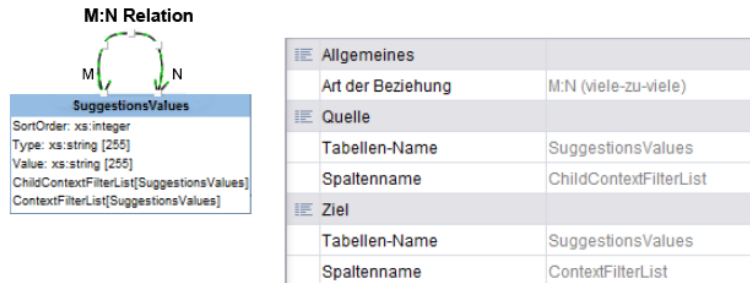 M:N Relation
M N
SuggestionsValues
SortOrder: xs:integer
Type: xs:string [255]
Value: xs:string [255]
ChildContextFilterList[SuggestionsValues]
ContextFilterList[SuggestionsValues]
Allgemeines
Art der Beziehung M:N (viele-zu-viele)
Quelle
Tabellen-Name SuggestionsValues
Spaltenname ChildContextFilterList
Ziel
Tabellen-Name SuggestionsValues
Spaltenname ContextFilterList